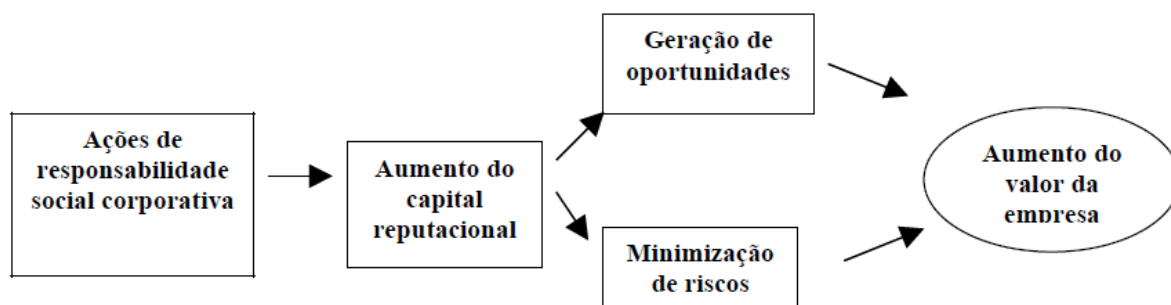 Ações de
responsabilidade
social corporativa
Aumento do
capital
reputacional
Geração de
oportunidades
Minimização
de riscos
Aumento do
valor da
empresa